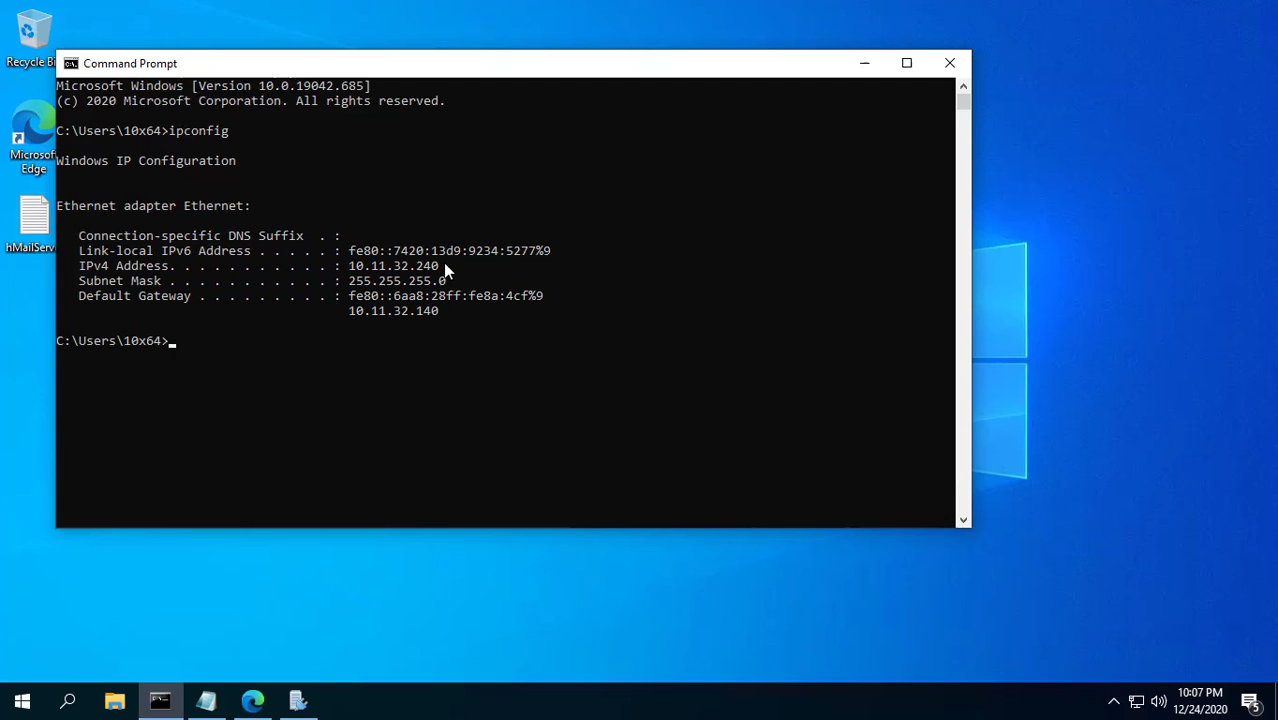 Recycle Bi
Microsoft
Edge
hMailServ
Command Prompt
Microsoft Windows [Version 10.0.19042.685]
(c) 2020 Microsoft Corporation. All rights reserved.
C:\Users\10x64>ipconfig
Windows IP Configuration
Ethernet adapter Ethernet:
Connection-specific DNS Suffix . :
Link-local IPv6 Address . . . . . : fe80::7420:13d9:9234:5277%9
IPv4 Address. . . . . . . . . . . : 10.11.32.240
Subnet Mask . . . . . . . . . . . : 255.255.255.0
Default Gateway . . . . . . . . . : fe80::6aa8:28ff:fe8a:4cf%9
10.11.32.140
C:\Users\10x64>
10:07 PM
12/24/2020
5